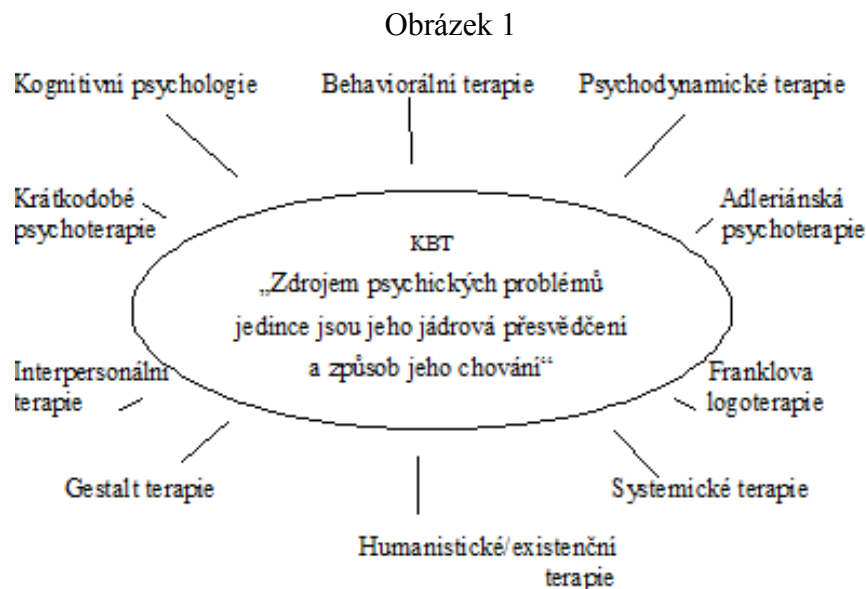 Obrázek 1
Kognitivní psychologie
Behaviorální terapie
Psychodynamické terapie
Krátkodobé
psychoterapie
Adleriánská
psychoterapie
KBT
„Zdrojem psychických problémů
jedince jsou jeho jádrová přesvědčení
a způsob jeho chování“
Interpersonální
terapie
Franklova
logoterapie
Gestalt terapie
Systemické terapie
Humanistické/existenční
terapie